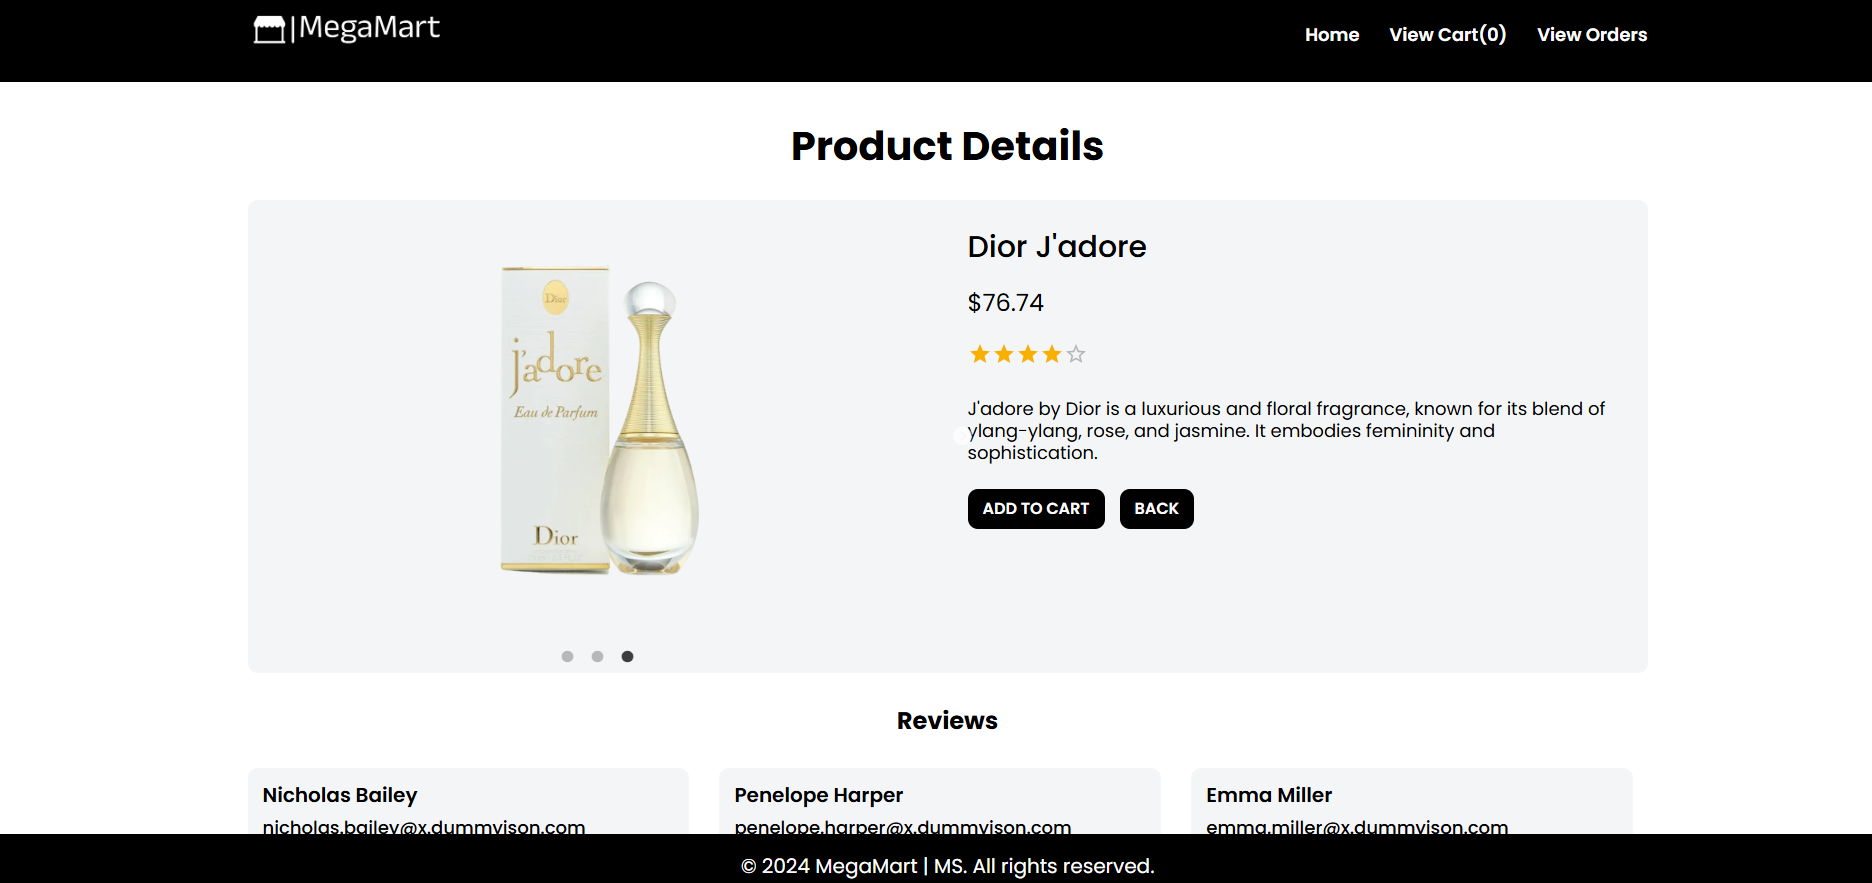 MegaMart
Home
View Cart(0)
View Orders
Product Details
Dior
j'adore
Eau de Parfum
Dior
Dior J'adore
$76.74
J'adore by Dior is a luxurious and floral fragrance, known for its blend of
ylang-ylang, rose, and jasmine. It embodies femininity and
sophistication.
ADD TO CART
BACK
Reviews
Nicholas Bailey
nicholas.bailey@x.dummyjson.com
Penelope Harper
penelope.harper@x.dummyjson.com
Emma Miller
emma.miller@x.dummyjson.com
© 2024 MegaMart | MS. All rights reserved.